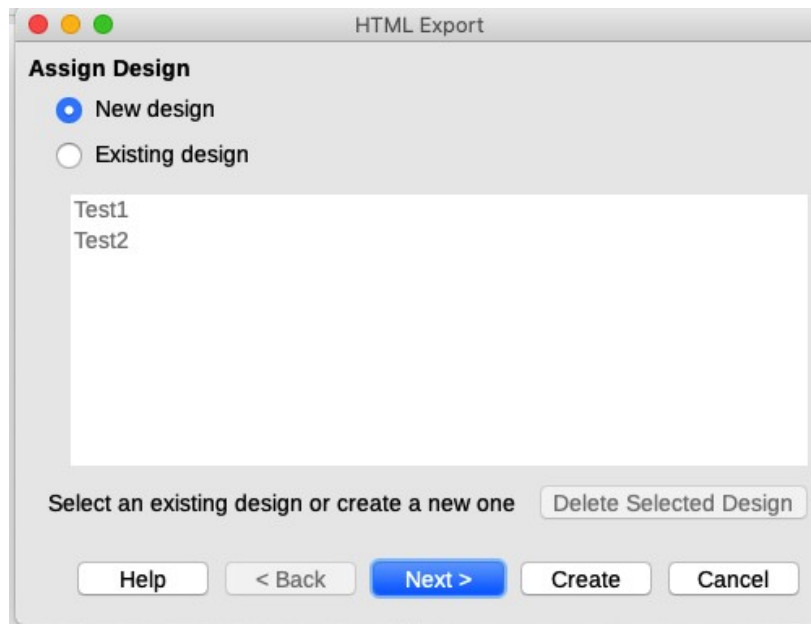 HTML Export
Assign Design
New design
Existing design
Test1
Test2
Select an existing design or create a new one Delete Selected Design
Help < Back Next > Create Cancel